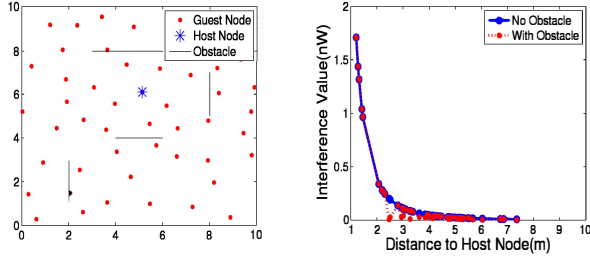 10
8
6
4
2
0
0 2 4 6 8 10
Guest Node
Host Node
Obstacle
2
1.5
1
0.5
0
1 2 3 4 5 6 7 8 9 10
Interference Value(nW)
Distance to Host Node(m)
No Obstacle
With Obstacle